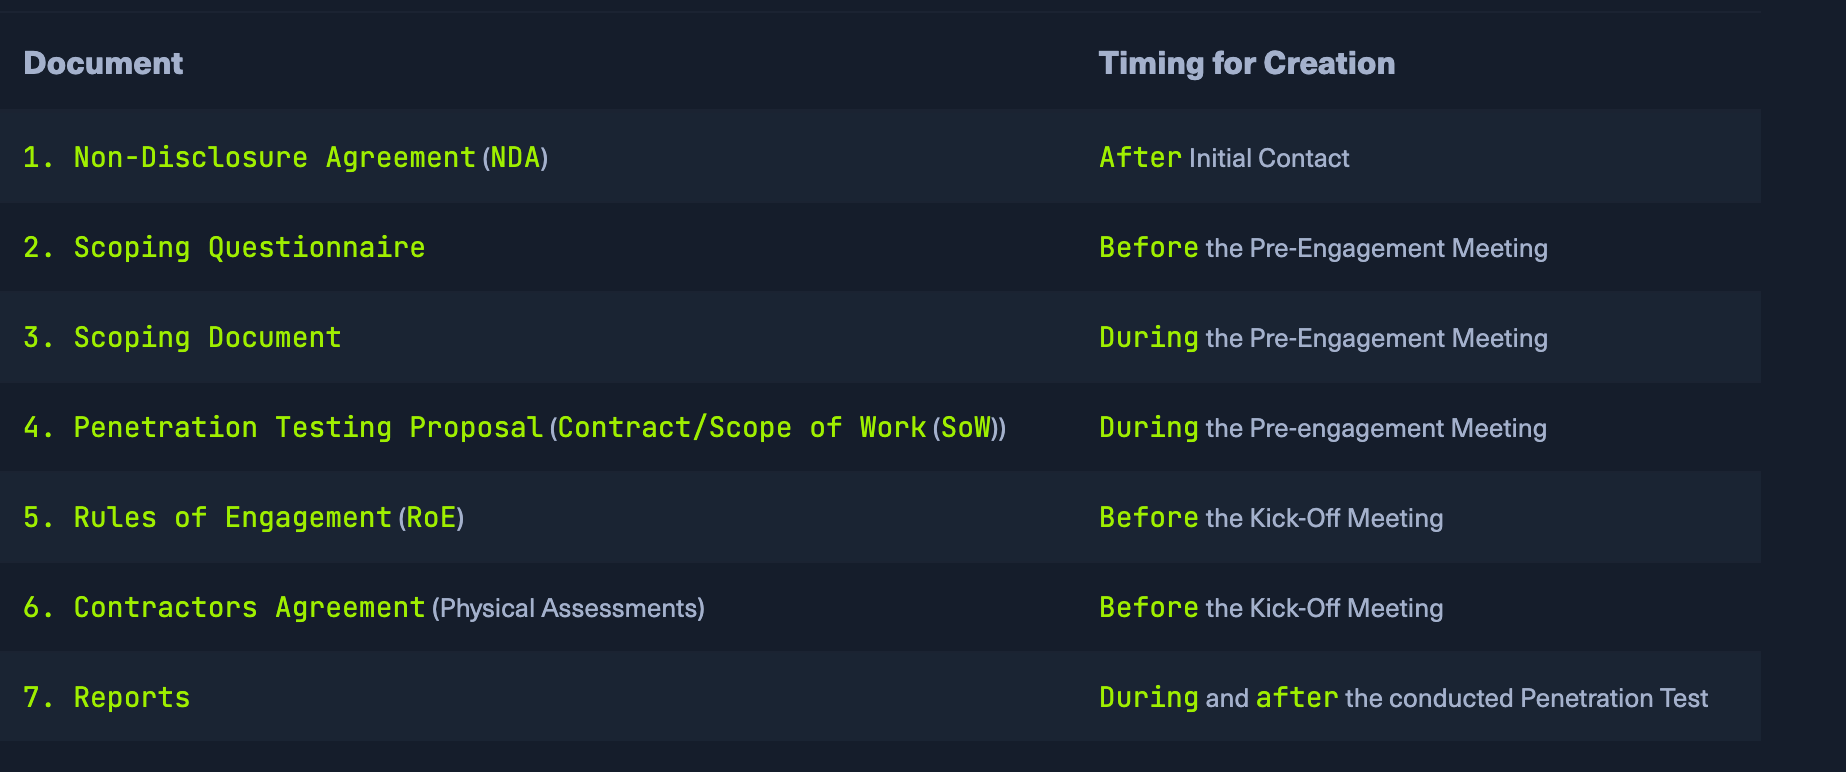 Document Timing for Creation
1. Non-Disclosure Agreement (NDA) After Initial Contact
2. Scoping Questionnaire Before the Pre-Engagement Meeting
3. Scoping Document During the Pre-Engagement Meeting
4. Penetration Testing Proposal (Contract/Scope of Work (SoW)) During the Pre-engagement Meeting
5. Rules of Engagement (RoE) Before the Kick-Off Meeting
6. Contractors Agreement (Physical Assessments) Before the Kick-Off Meeting
7. Reports During and after the conducted Penetration Test